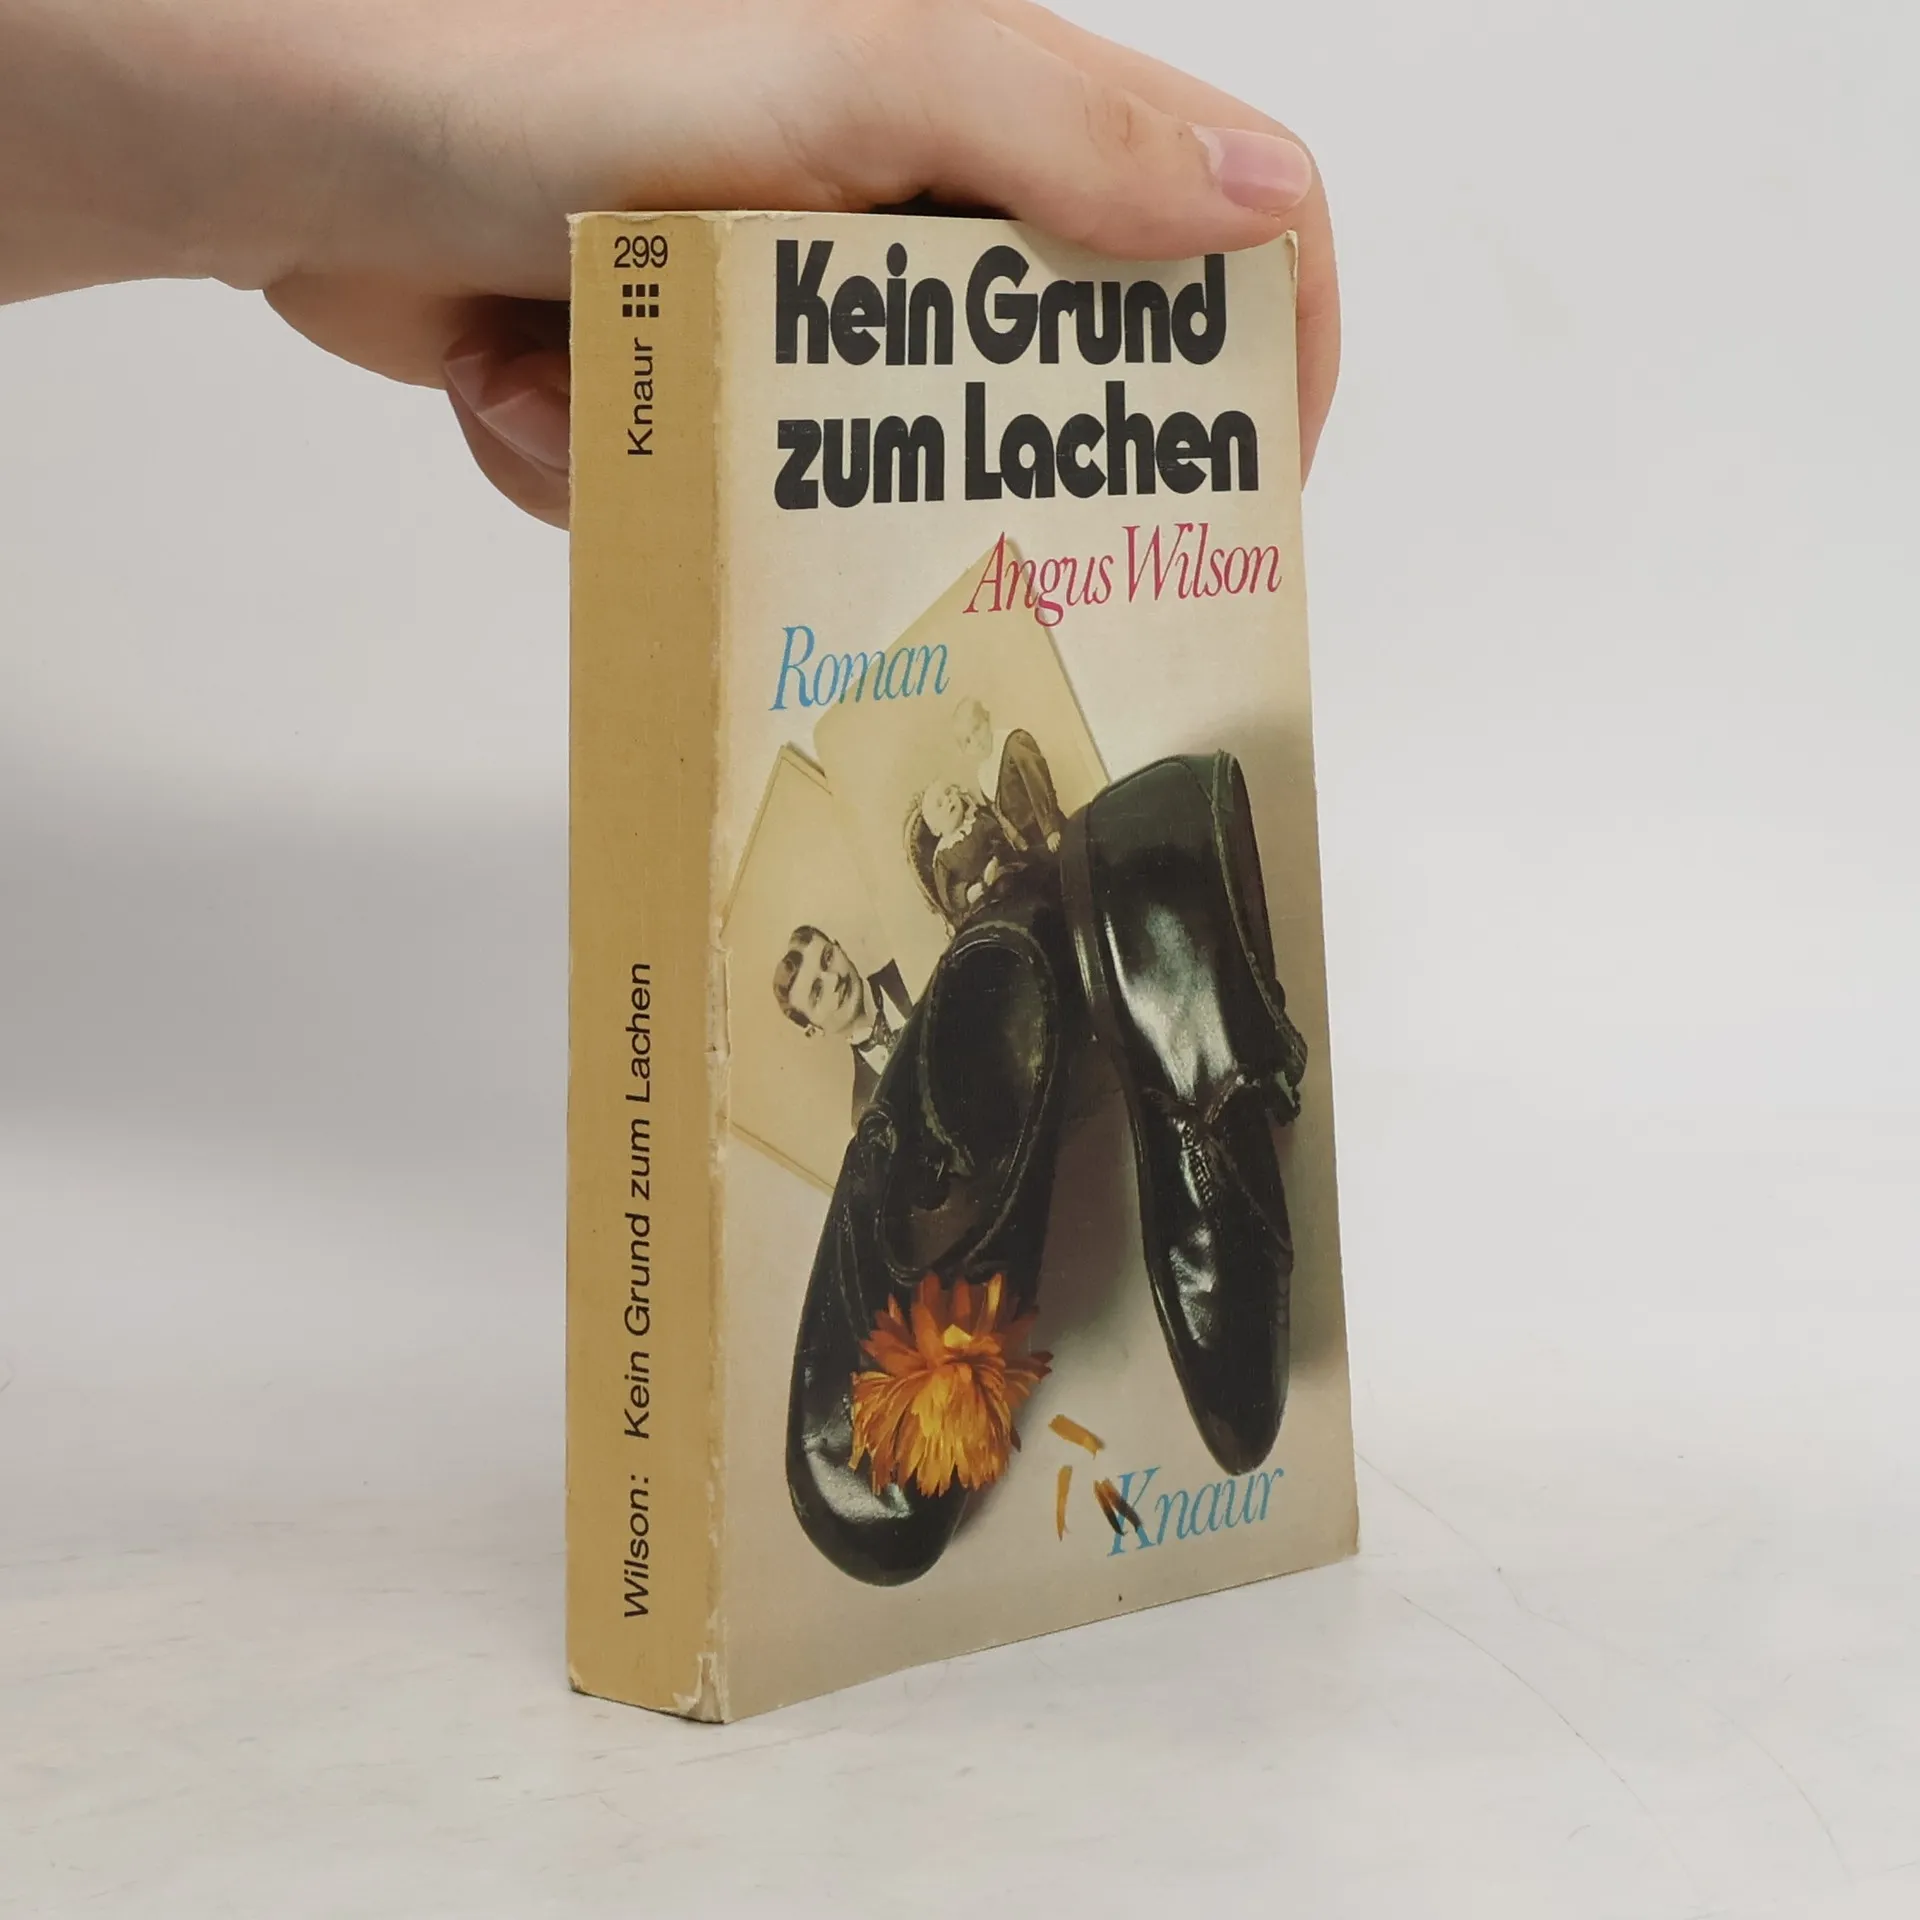 299
Knaur
Wilson: Kein Grund zum Lachen
Kein Grund
zum Lachen
Angus Wilson
Roman
Knaur